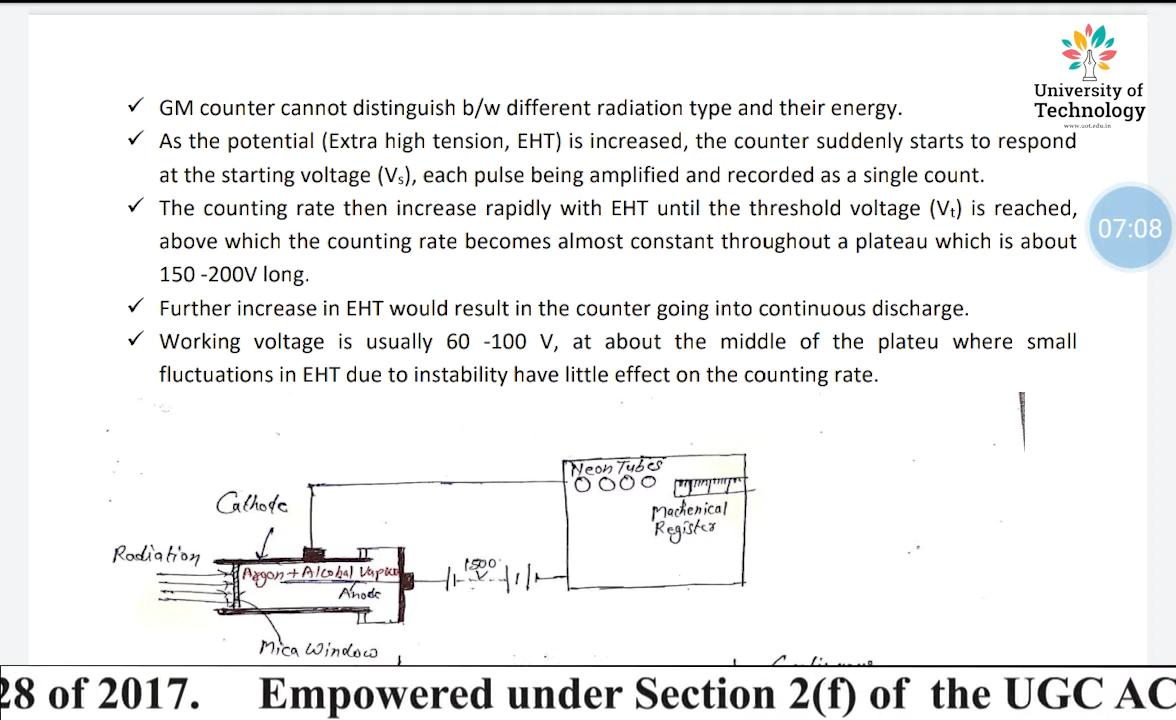 University of
Technology
www.uot.edu.in
✓ GM counter cannot distinguish b/w different radiation type and their energy.
✓ As the potential (Extra high tension, EHT) is increased, the counter suddenly starts to respond
at the starting voltage (Vs), each pulse being amplified and recorded as a single count.
✓ The counting rate then increase rapidly with EHT until the threshold voltage (Vt) is reached,
above which the counting rate becomes almost constant throughout a plateau which is about
150 -200V long.
✓ Further increase in EHT would result in the counter going into continuous discharge.
✓ Working voltage is usually 60 -100 V, at about the middle of the plateu where small
fluctuations in EHT due to instability have little effect on the counting rate.
07:08
Neon Tubes
Cathode
Machenical
Register
Radiation
1500
V
Argon + Alcohal Vapour
Anode
Mica Window
28 of 2017. Empowered under Section 2(f) of the UGC AC